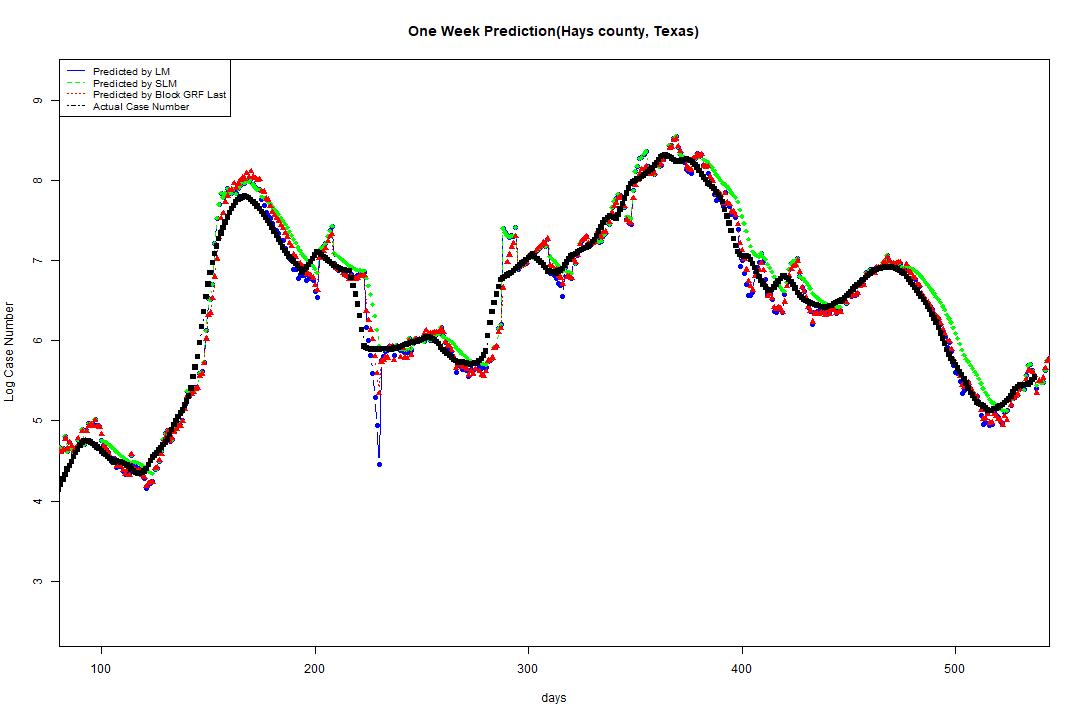 One Week Prediction(Hays county, Texas)
Predicted by LM
Predicted by SLM
Predicted by Block GRF Last
Actual Case Number
9
8
7
6
5
4
3
Log Case Number
100 200 300 400 500
days